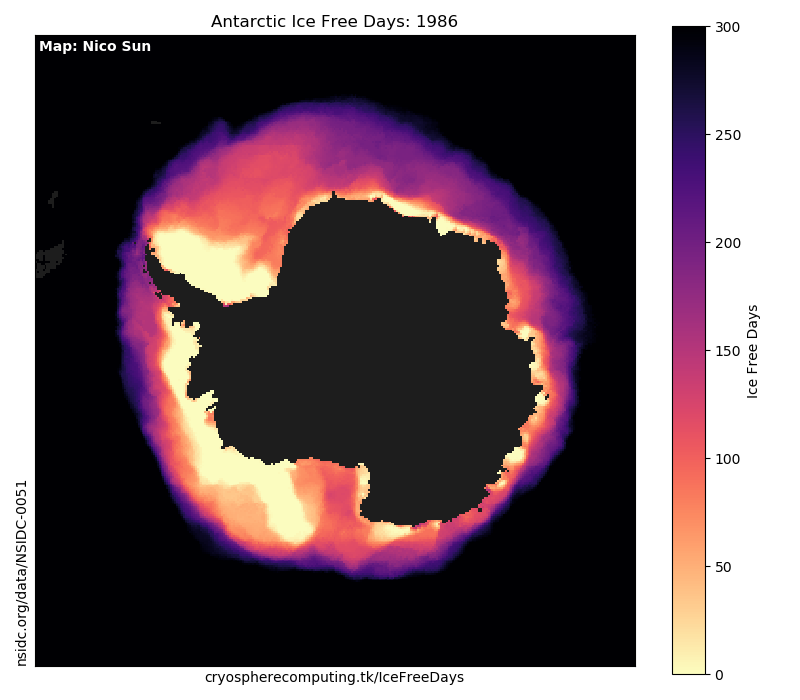 Antarctic Ice Free Days: 1986
Map: Nico Sun
300
250
200
150
100
50
0
Ice Free Days
nsidc.org/data/NSIDC-0051
cryospherecomputing.tk/IceFreeDays